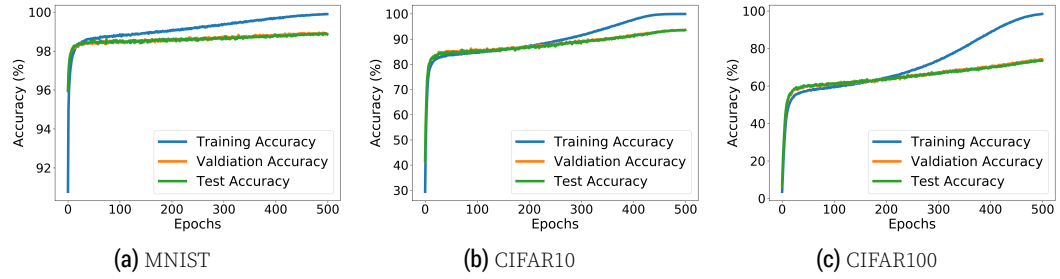 100
98
96
94
92
Accuracy (%)
Training Accuracy
Valdiation Accuracy
Test Accuracy
0 100 200 300 400 500
Epochs
(a) MNIST
100
90
80
70
60
50
40
30
Accuracy (%)
Training Accuracy
Valdiation Accuracy
Test Accuracy
0 100 200 300 400 500
Epochs
(b) CIFAR10
100
80
60
40
20
0
Accuracy (%)
Training Accuracy
Valdiation Accuracy
Test Accuracy
0 100 200 300 400 500
Epochs
(c) CIFAR100